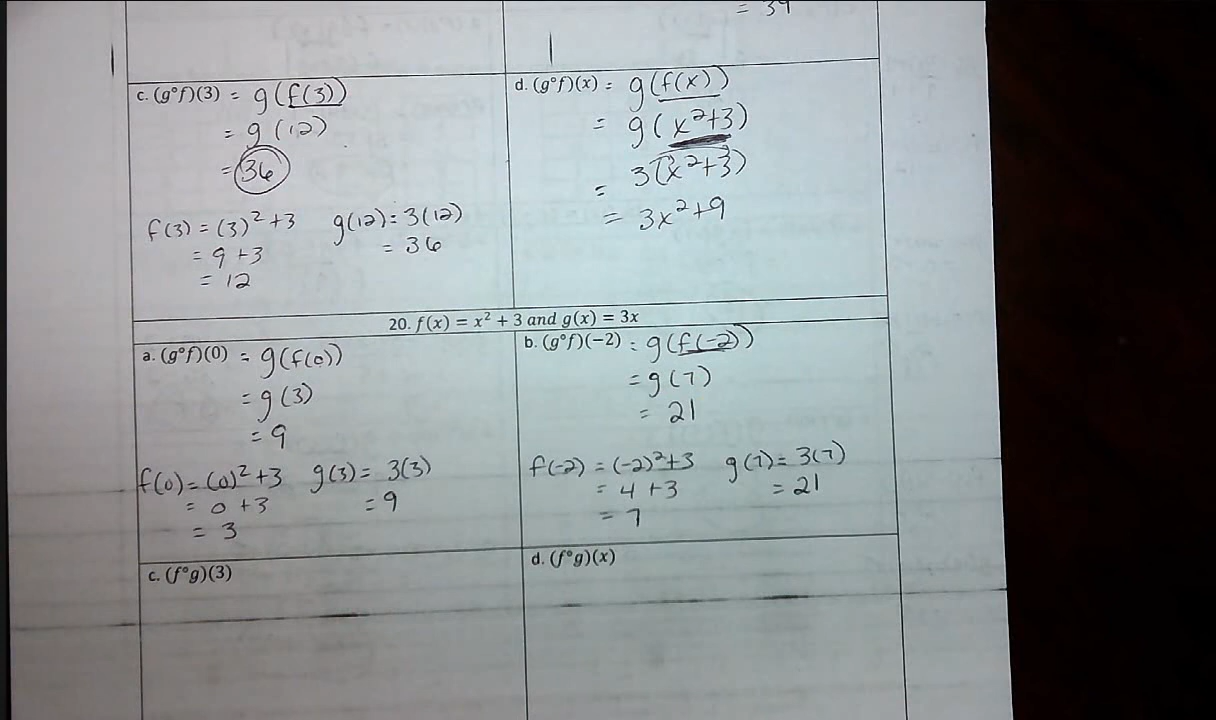 = 39
c. (g°f)(3) = g(f(3))
= g(12)
= 36
f(3) = (3)² + 3
= 9 + 3
= 12
g(12) = 3(12)
= 36
d. (g°f)(x) = g(f(x))
= g(x²+3)
= 3(x²+3)
= 3x²+9
20. f(x) = x² + 3 and g(x) = 3x
a. (g°f)(0) = g(f(0))
= g(3)
= 9
f(0) = (0)² + 3
= 0 + 3
= 3
g(3) = 3(3)
= 9
b. (g°f)(−2) = g(f(-2))
= g(7)
= 21
f(-2) = (-2)²+3
= 4 + 3
= 7
g(7) = 3(7)
= 21
c. (f°g)(3)
d. (f°g)(x)